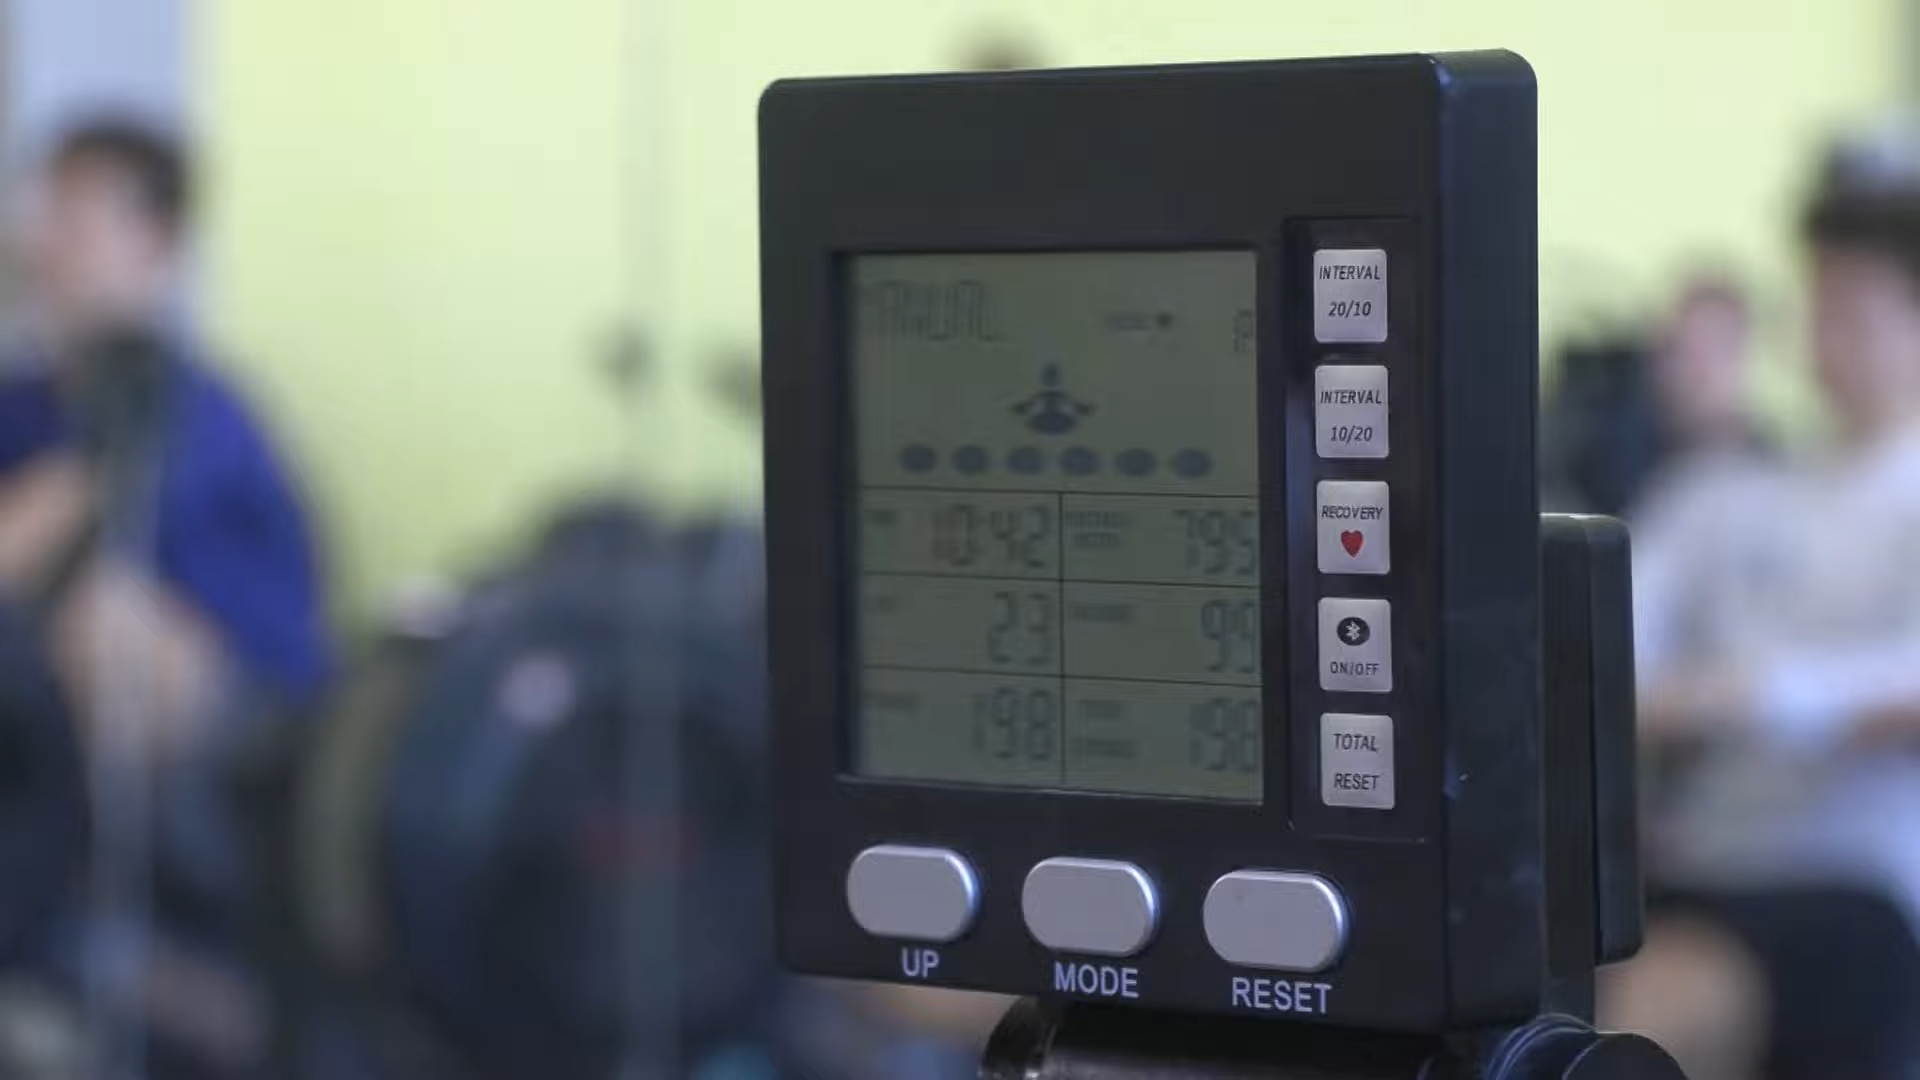 INTERVAL
20/10
INTERVAL
10/20
RECOVERY
10:42
795
23
99
198
198
ON/OFF
TOTAL
RESET
UP
MODE
RESET